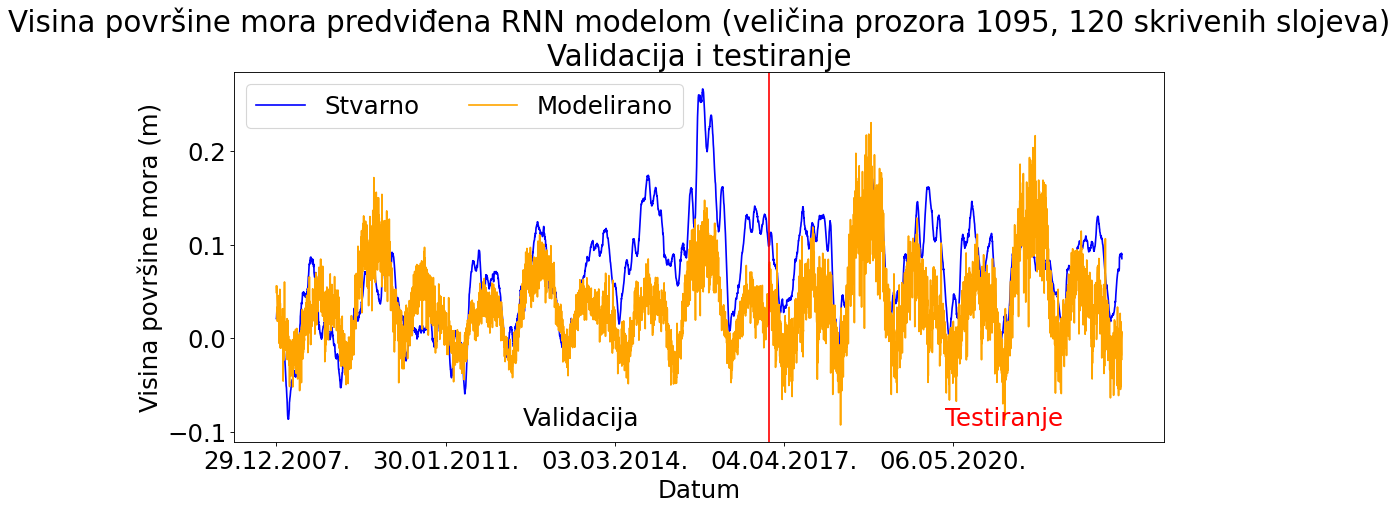 Visina površine mora predviđena RNN modelom (veličina prozora 1095, 120 skrivenih slojeva)
Validacija i testiranje
Stvarno
Modelirano
Visina površine mora (m)
0.2
0.1
0.0
−0.1
Validacija
Testiranje
29.12.2007.
30.01.2011.
03.03.2014.
04.04.2017.
06.05.2020.
Datum